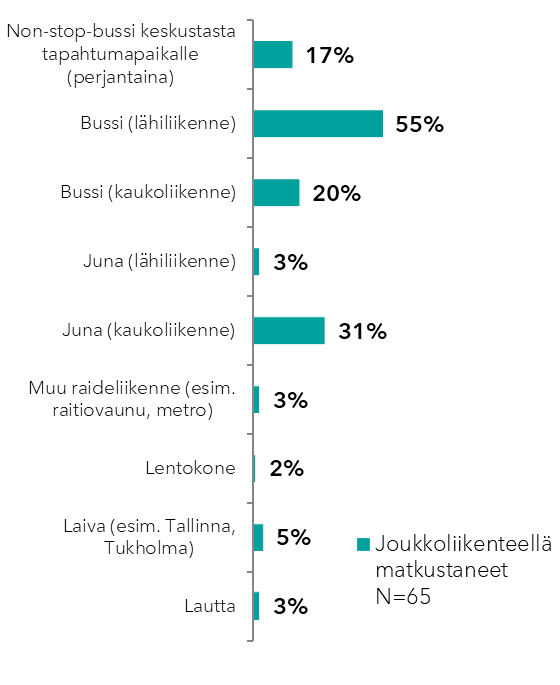 Non-stop-bussi keskustasta
tapahtumapaikalle
(perjantaina)
17%
Bussi (lähiliikenne)
55%
Bussi (kaukoliikenne)
20%
Juna (lähiliikenne)
3%
Juna (kaukoliikenne)
31%
Muu raideliikenne (esim.
raitiovaunu, metro)
3%
Lentokone
2%
Laiva (esim. Tallinna,
Tukholma)
5%
Lautta
3%
Joukkoliikenteellä
matkustaneet
N=65